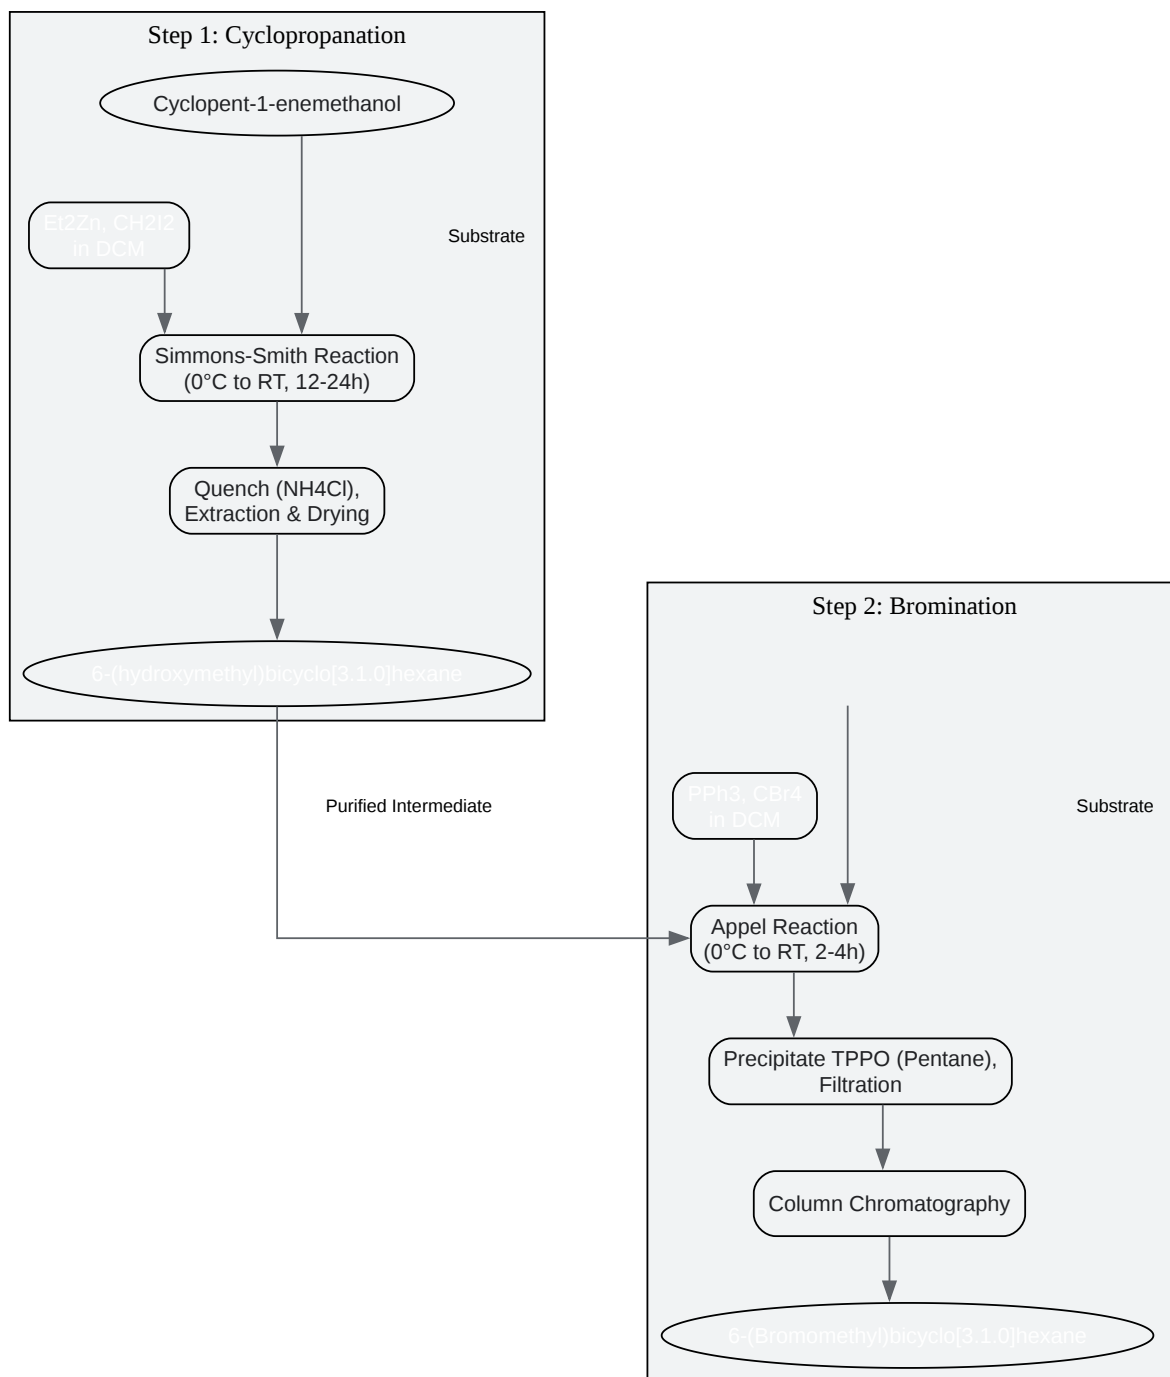 Step 1: Cyclopropanation
Cyclopent-1-enemethanol
Et2Zn, CH2I2
in DCM
Substrate
Simmons-Smith Reaction
(0°C to RT, 12-24h)
Quench (NH4Cl),
Extraction & Drying
6-(hydroxymethyl)bicyclo[3.1.0]hexane
Purified Intermediate
Step 2: Bromination
PPh3, CBr4
in DCM
Substrate
Appel Reaction
(0°C to RT, 2-4h)
Precipitate TPPO (Pentane),
Filtration
Column Chromatography
6-(Bromomethyl)bicyclo[3.1.0]hexane